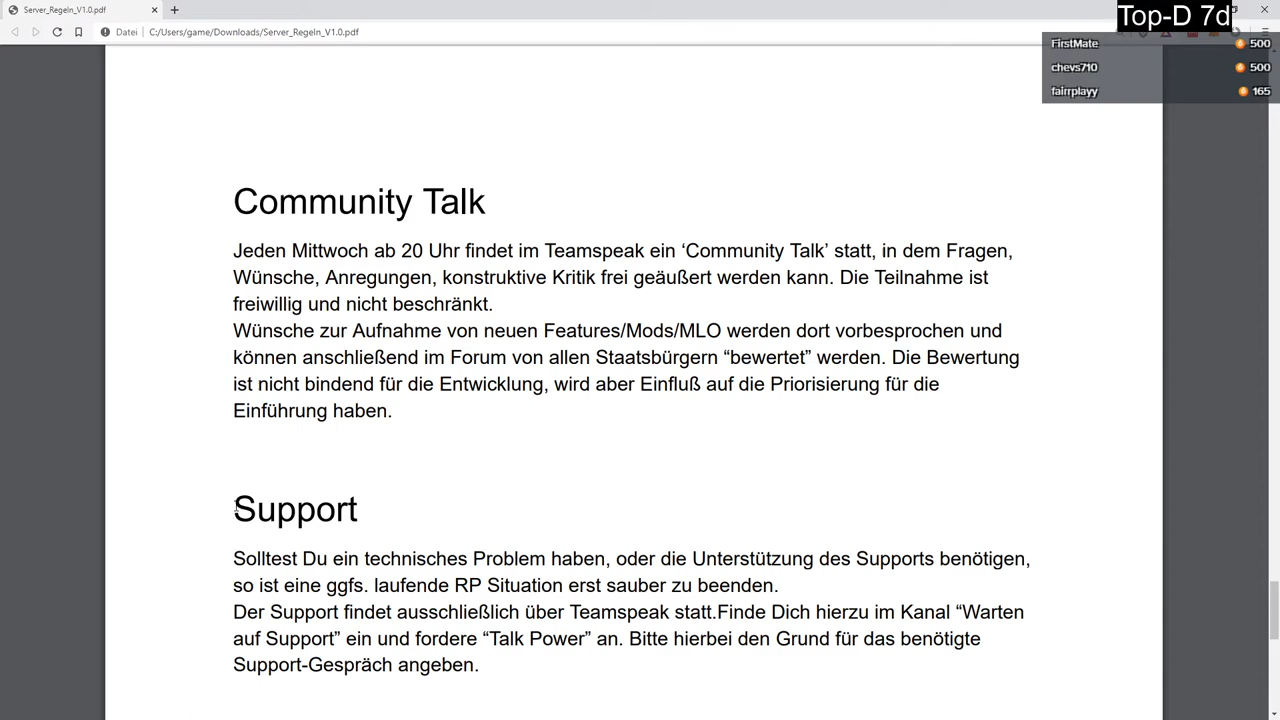 Server_Regeln_V1.0.pdf
Top-D 7d
Datei C:/Users/game/Downloads/Server_Regeln_V1.0.pdf
FirstMate 500
chevs710 500
fairrplayy 165
Community Talk
Jeden Mittwoch ab 20 Uhr findet im Teamspeak ein ‘Community Talk’ statt, in dem Fragen,
Wünsche, Anregungen, konstruktive Kritik frei geäußert werden kann. Die Teilnahme ist
freiwillig und nicht beschränkt.
Wünsche zur Aufnahme von neuen Features/Mods/MLO werden dort vorbesprochen und
können anschließend im Forum von allen Staatsbürgern “bewertet” werden. Die Bewertung
ist nicht bindend für die Entwicklung, wird aber Einfluß auf die Priorisierung für die
Einführung haben.
Support
Solltest Du ein technisches Problem haben, oder die Unterstützung des Supports benötigen,
so ist eine ggfs. laufende RP Situation erst sauber zu beenden.
Der Support findet ausschließlich über Teamspeak statt.Finde Dich hierzu im Kanal “Warten
auf Support” ein und fordere “Talk Power” an. Bitte hierbei den Grund für das benötigte
Support-Gespräch angeben.